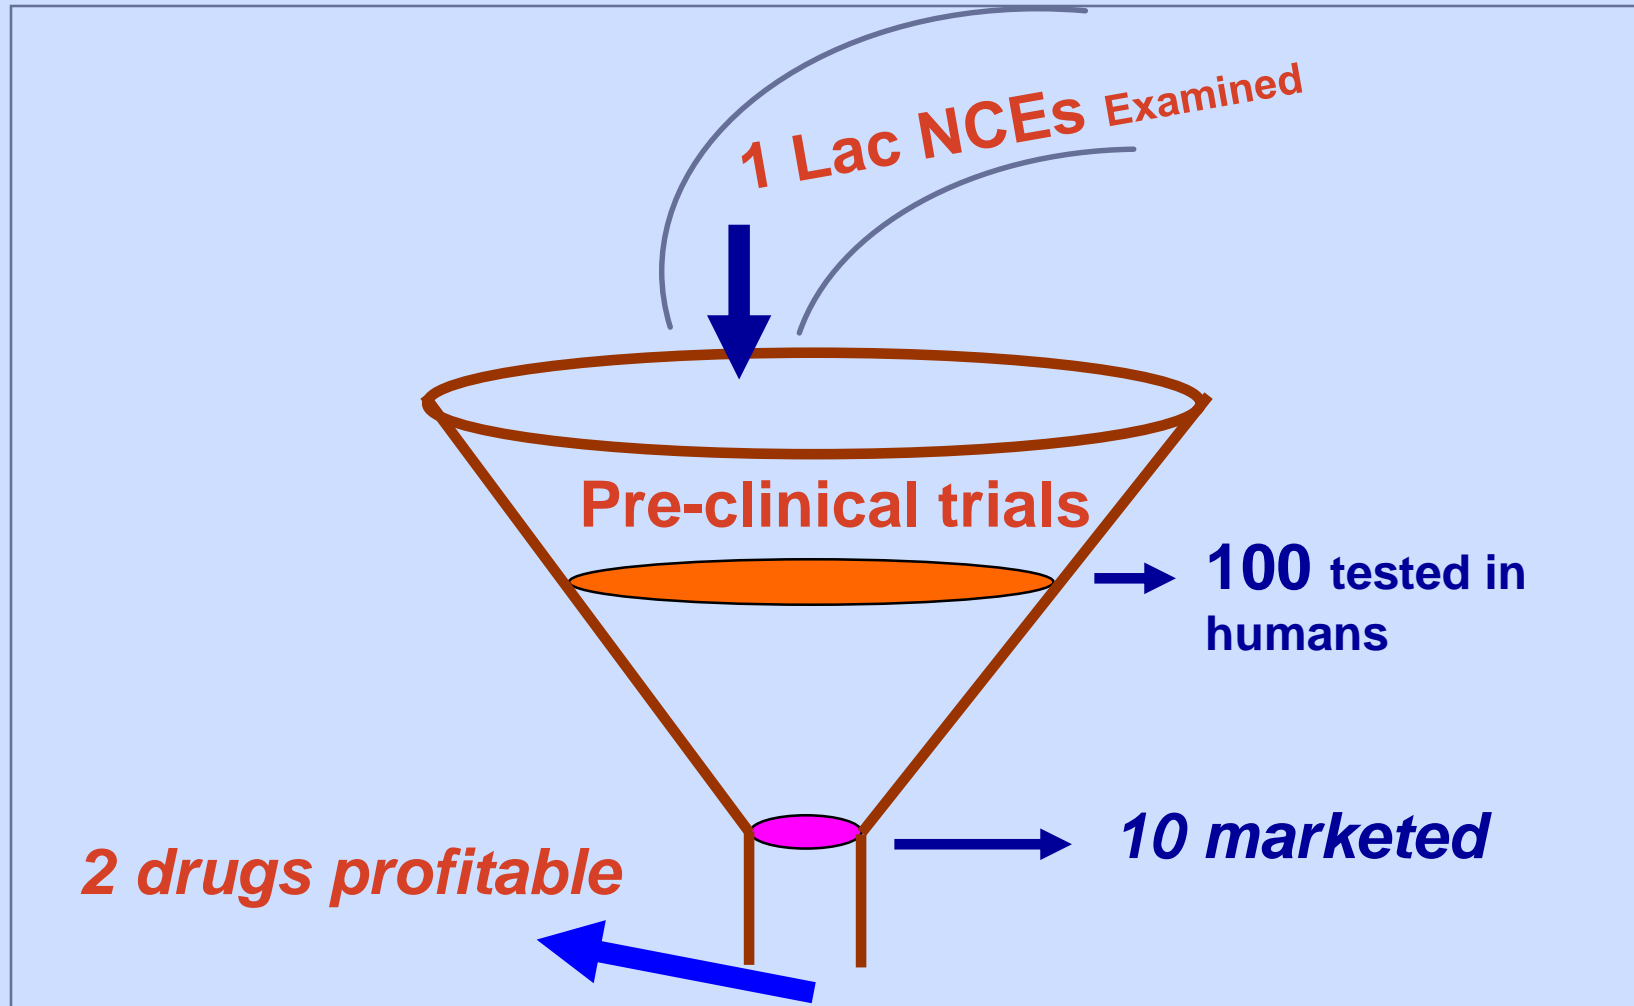 1 Lac NCEs Examined
Pre-clinical trials
100 tested in
humans
10 marketed
2 drugs profitable